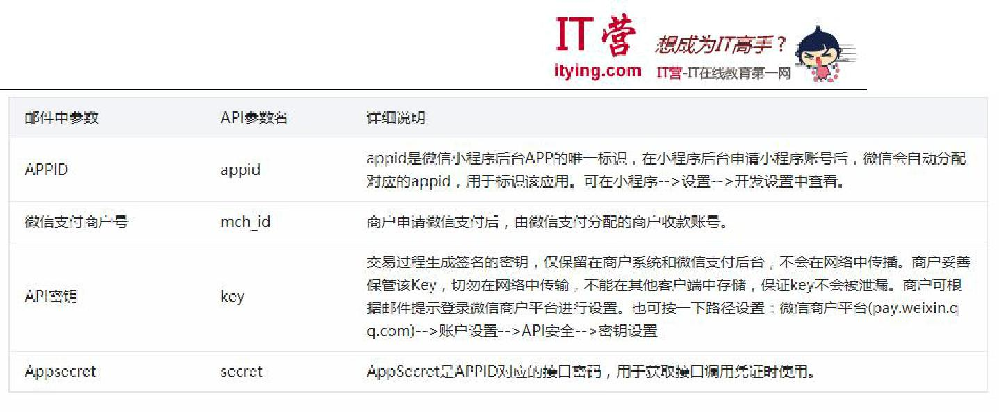 IT营
想成为IT高手？
itying.com
IT营-IT在线教育第一网
邮件中参数 API参数名 详细说明
APPID appid appid是微信小程序后台APP的唯一标识，在小程序后台申请小程序账号后，微信会自动分配
对应的appid，用于标识该应用。可在小程序-->设置-->开发设置中查看。
微信支付商户号 mch_id 商户申请微信支付后，由微信支付分配的商户收款账号。
API密钥 key 交易过程生成签名的密钥，仅保留在商户系统和微信支付后台，不会在网络中传播。商户妥善
保管该Key，切勿在网络中传输，不能在其他客户端中存储，保证key不会被泄漏。商户可根
据邮件提示登录微信商户平台进行设置。也可按一下路径设置：微信商户平台(pay.weixin.q
q.com)-->账户设置-->API安全-->密钥设置
Appsecret secret AppSecret是APPID对应的接口密码，用于获取接口调用凭证时使用。